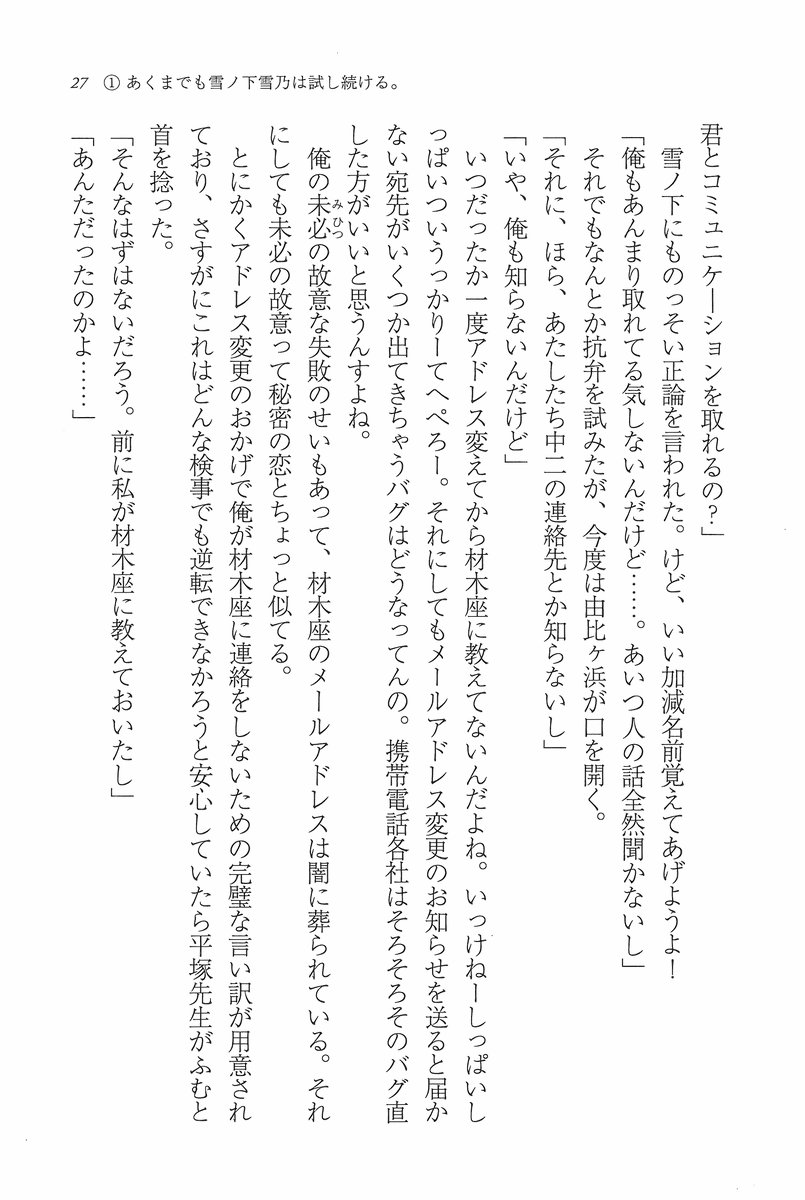 27 ① あくまでも雪ノ下雪乃は試し続ける。
君とコミュニケーションを取れるの？」
雪ノ下にものっそい正論を言われた。けど、いい加減名前覚えてあげようよ！
「俺もあんまり取れてる気しないんだけど……。あいつ人の話全然聞かないし」
それでもなんとか抗弁を試みたが、今度は由比ヶ浜が口を開く。
「それに、ほら、あたしたち中二の連絡先とか知らないし」
「いや、俺も知らないんだけど」
いつだったか一度アドレス変えてから材木座に教えてないんだよね。いっけねーしっぱいし
っぱいついうっかりーてへぺろー。それにしてもメールアドレス変更のお知らせを送ると届か
ない宛先がいくつか出てきちゃうバグはどうなってんの。携帯電話各社はそろそろそのバグ直
した方がいいと思うんすよね。
俺の未必の故意な失敗のせいもあって、材木座のメールアドレスは闇に葬られている。それ
みひつ
にしても未必の故意って秘密の恋とちょっと似てる。
とにかくアドレス変更のおかげで俺が材木座に連絡をしないための完璧な言い訳が用意され
ており、さすがにこれはどんな検事でも逆転できなかろうと安心していたら平塚先生がふむと
首を捻った。
「そんなはずはないだろう。前に私が材木座に教えておいたし」
「あんただったのかよ……」